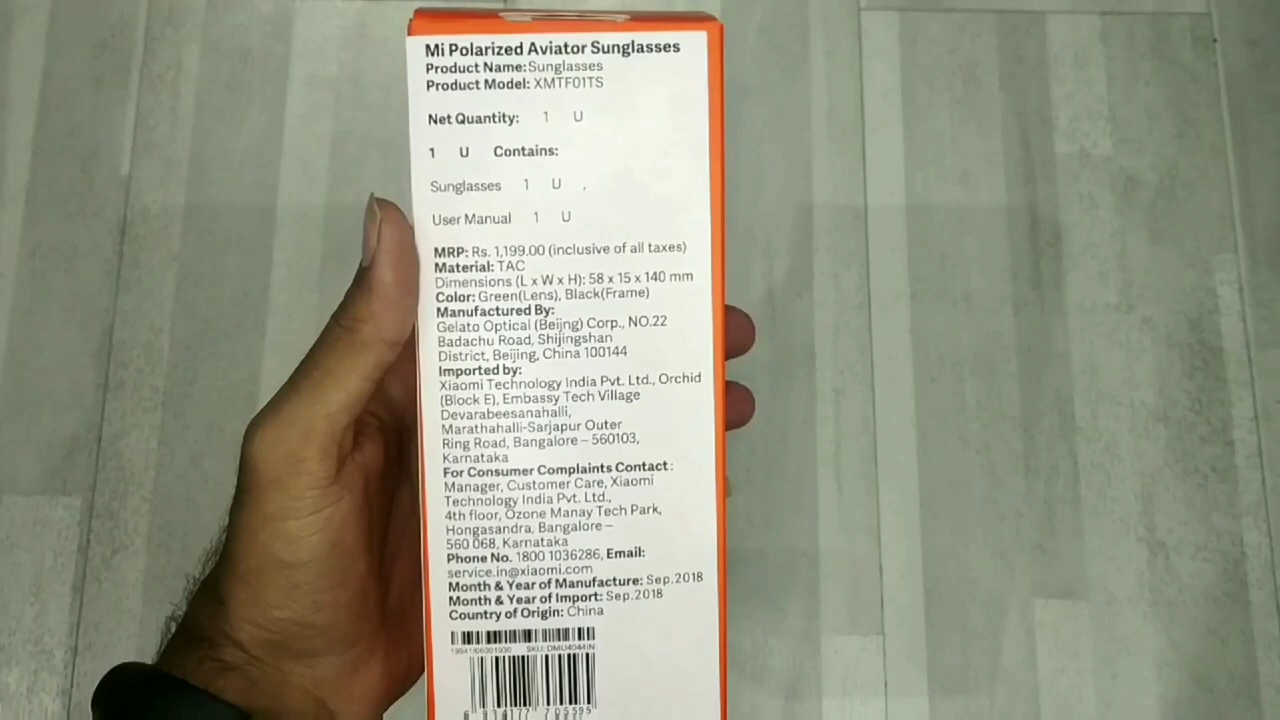 Mi Polarized Aviator Sunglasses
Product Name: Sunglasses
Product Model: XMTF01TS
Net Quantity: 1 U
1 U Contains:
Sunglasses 1 U ,
User Manual 1 U
MRP: Rs. 1,199.00 (inclusive of all taxes)
Material: TAC
Dimensions (L x W x H): 58 x 15 x 140 mm
Color: Green(Lens), Black(Frame)
Manufactured By:
Gelato Optical (Beijng) Corp., NO.22
Badachu Road, Shijingshan
District, Beijing, China 100144
Imported by:
Xiaomi Technology India Pvt. Ltd., Orchid
(Block E), Embassy Tech Village
Devarabeesanahalli,
Marathahalli-Sarjapur Outer
Ring Road, Bangalore – 560103,
Karnataka
For Consumer Complaints Contact:
Manager, Customer Care, Xiaomi
Technology India Pvt. Ltd.,
4th floor, Ozone Manay Tech Park,
Hongasandra, Bangalore –
560 068, Karnataka
Phone No. 1800 1036286, Email:
service.in@xiaomi.com
Month & Year of Manufacture: Sep.2018
Month & Year of Import: Sep.2018
Country of Origin: China
SKU: DMU4044IN
6 934177 705595